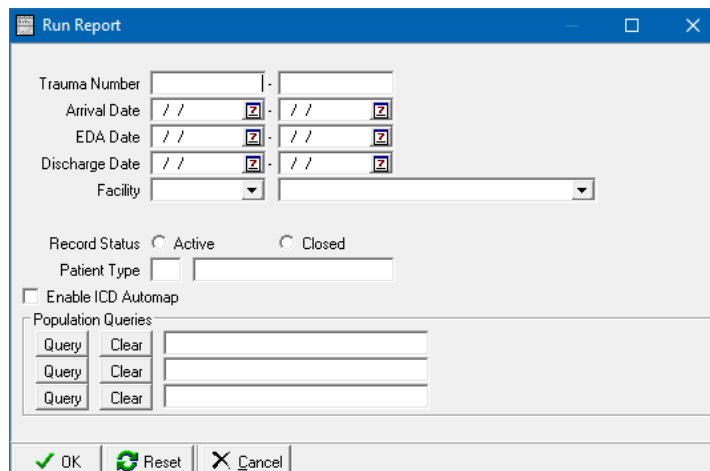 Run Report
Trauma Number -
Arrival Date / / - / /
EDA Date / / - / /
Discharge Date / / - / /
Facility
Record Status Active Closed
Patient Type
Enable ICD Automap
Population Queries
Query Clear
Query Clear
Query Clear
OK Reset Cancel